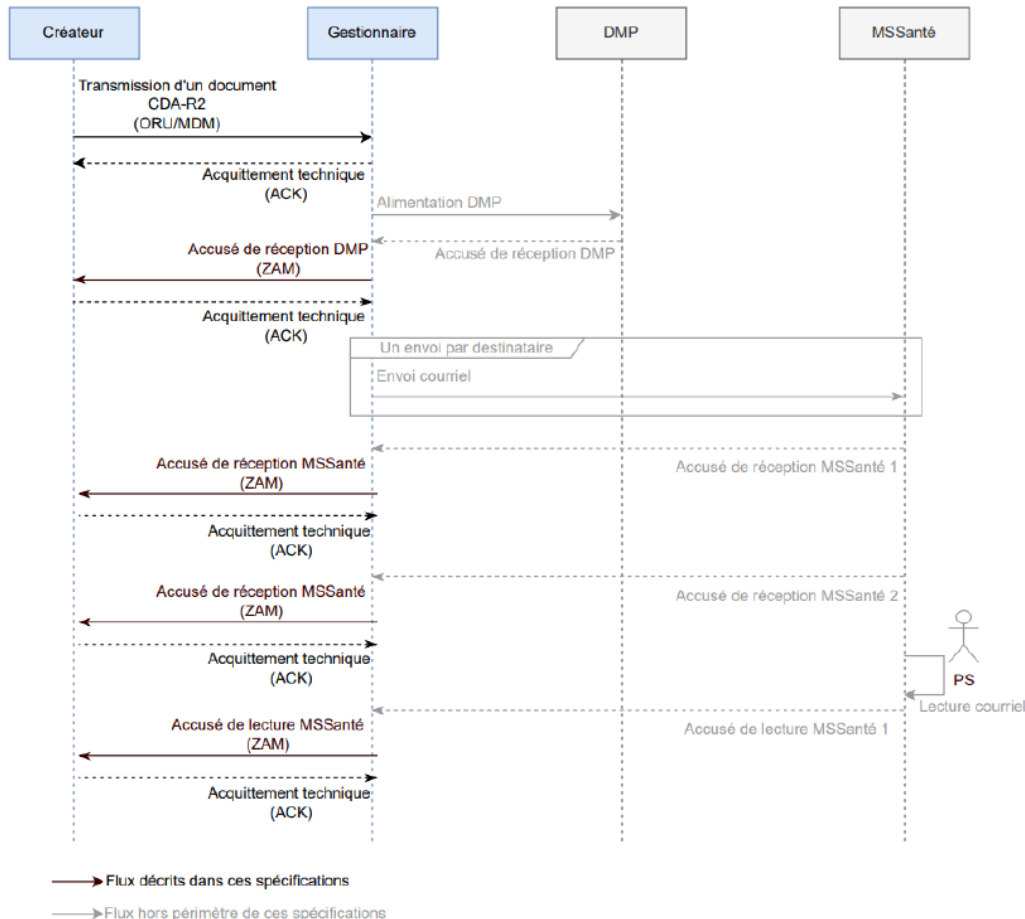 Créateur
Gestionnaire
DMP
MSSanté
Transmission d'un document
CDA-R2
(ORU/MDM)
Acquittement technique
(ACK)
Alimentation DMP
Accusé de réception DMP
Accusé de réception DMP
(ZAM)
Acquittement technique
(ACK)
Un envoi par destinataire
Envoi courriel
Accusé de réception MSSanté 1
Accusé de réception MSSanté
(ZAM)
Acquittement technique
(ACK)
Accusé de réception MSSanté 2
Accusé de réception MSSanté
(ZAM)
Acquittement technique
(ACK)
PS
Lecture courriel
Accusé de lecture MSSanté 1
Accusé de lecture MSSanté
(ZAM)
Acquittement technique
(ACK)
Flux décrits dans ces spécifications
Flux hors périmètre de ces spécifications